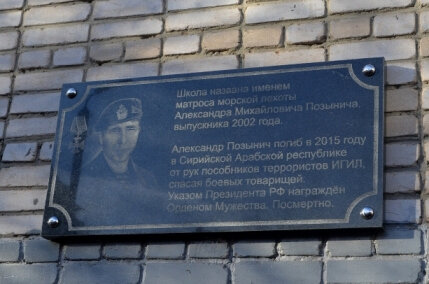 Школа названа именем
матроса морской пехоты
Александра Михайловича Позынича,
выпускника 2002 года.
Александр Позынич погиб в 2015 году
в Сирийской Арабской республике
от рук пособников террористов ИГИЛ,
спасая боевых товарищей.
Указом Президента РФ награждён
Орденом Мужества. Посмертно.